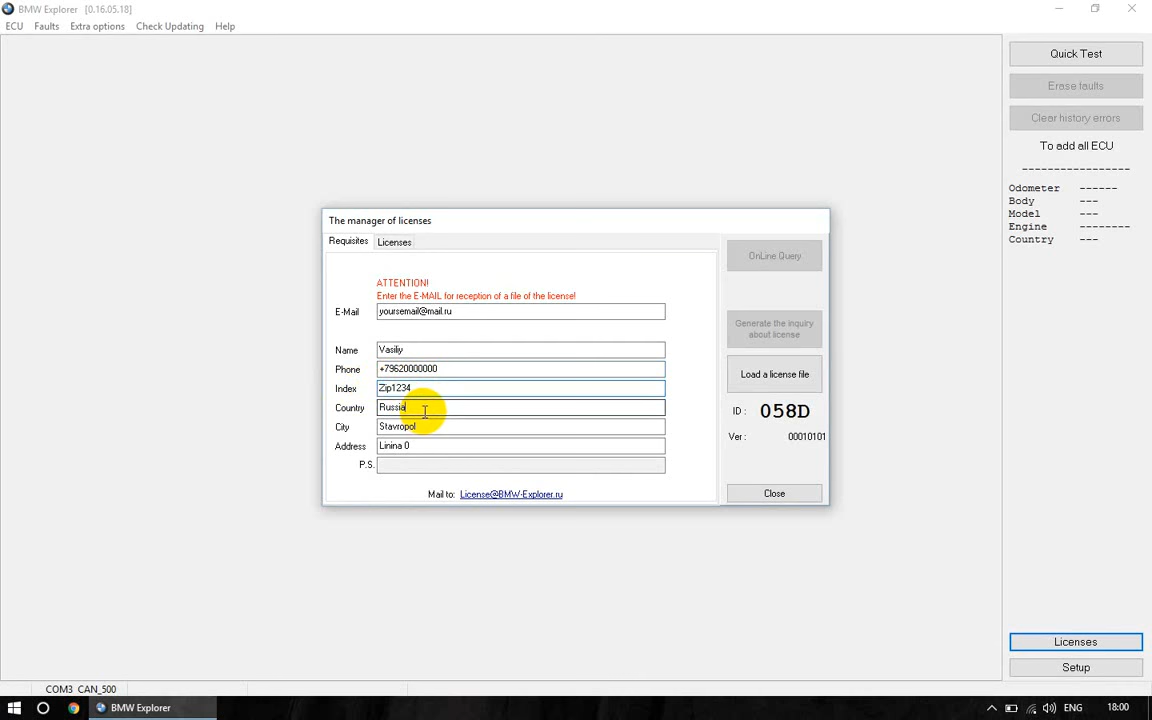 BMW Explorer [0.16.05.18]
ECU Faults Extra options Check Updating Help
Quick Test
Erase faults
Clear history errors
To add all ECU
-----------------
Odometer ------
Body ---
Model ---
Engine --------
Country ---
The manager of licenses
Requisites Licenses
ATTENTION!
Enter the E-MAIL for reception of a file of the license!
E-Mail yoursemail@mail.ru
Name Vasiliy
Phone +79620000000
Index Zip1234
Country Russia
City Stavropol
Address Linina 0
P.S.
Mail to: License@BMW-Explorer.ru
OnLine Query
Generate the inquiry
about license
Load a license file
ID : 058D
Ver : 00010101
Close
Licenses
Setup
COM3 CAN_500
BMW Explorer
ENG 18:00